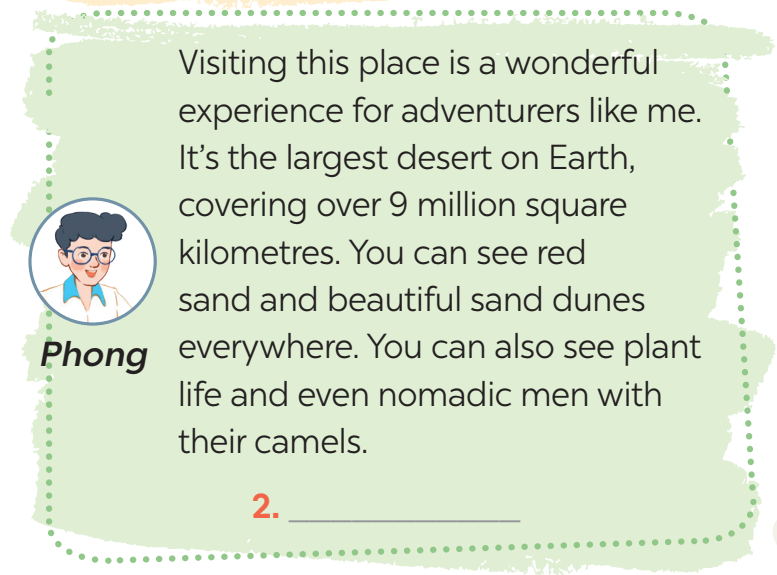 Visiting this place is a wonderful
experience for adventurers like me.
It's the largest desert on Earth,
covering over 9 million square
kilometres. You can see red
sand and beautiful sand dunes
everywhere. You can also see plant
life and even nomadic men with
their camels.
Phong
2. _______________